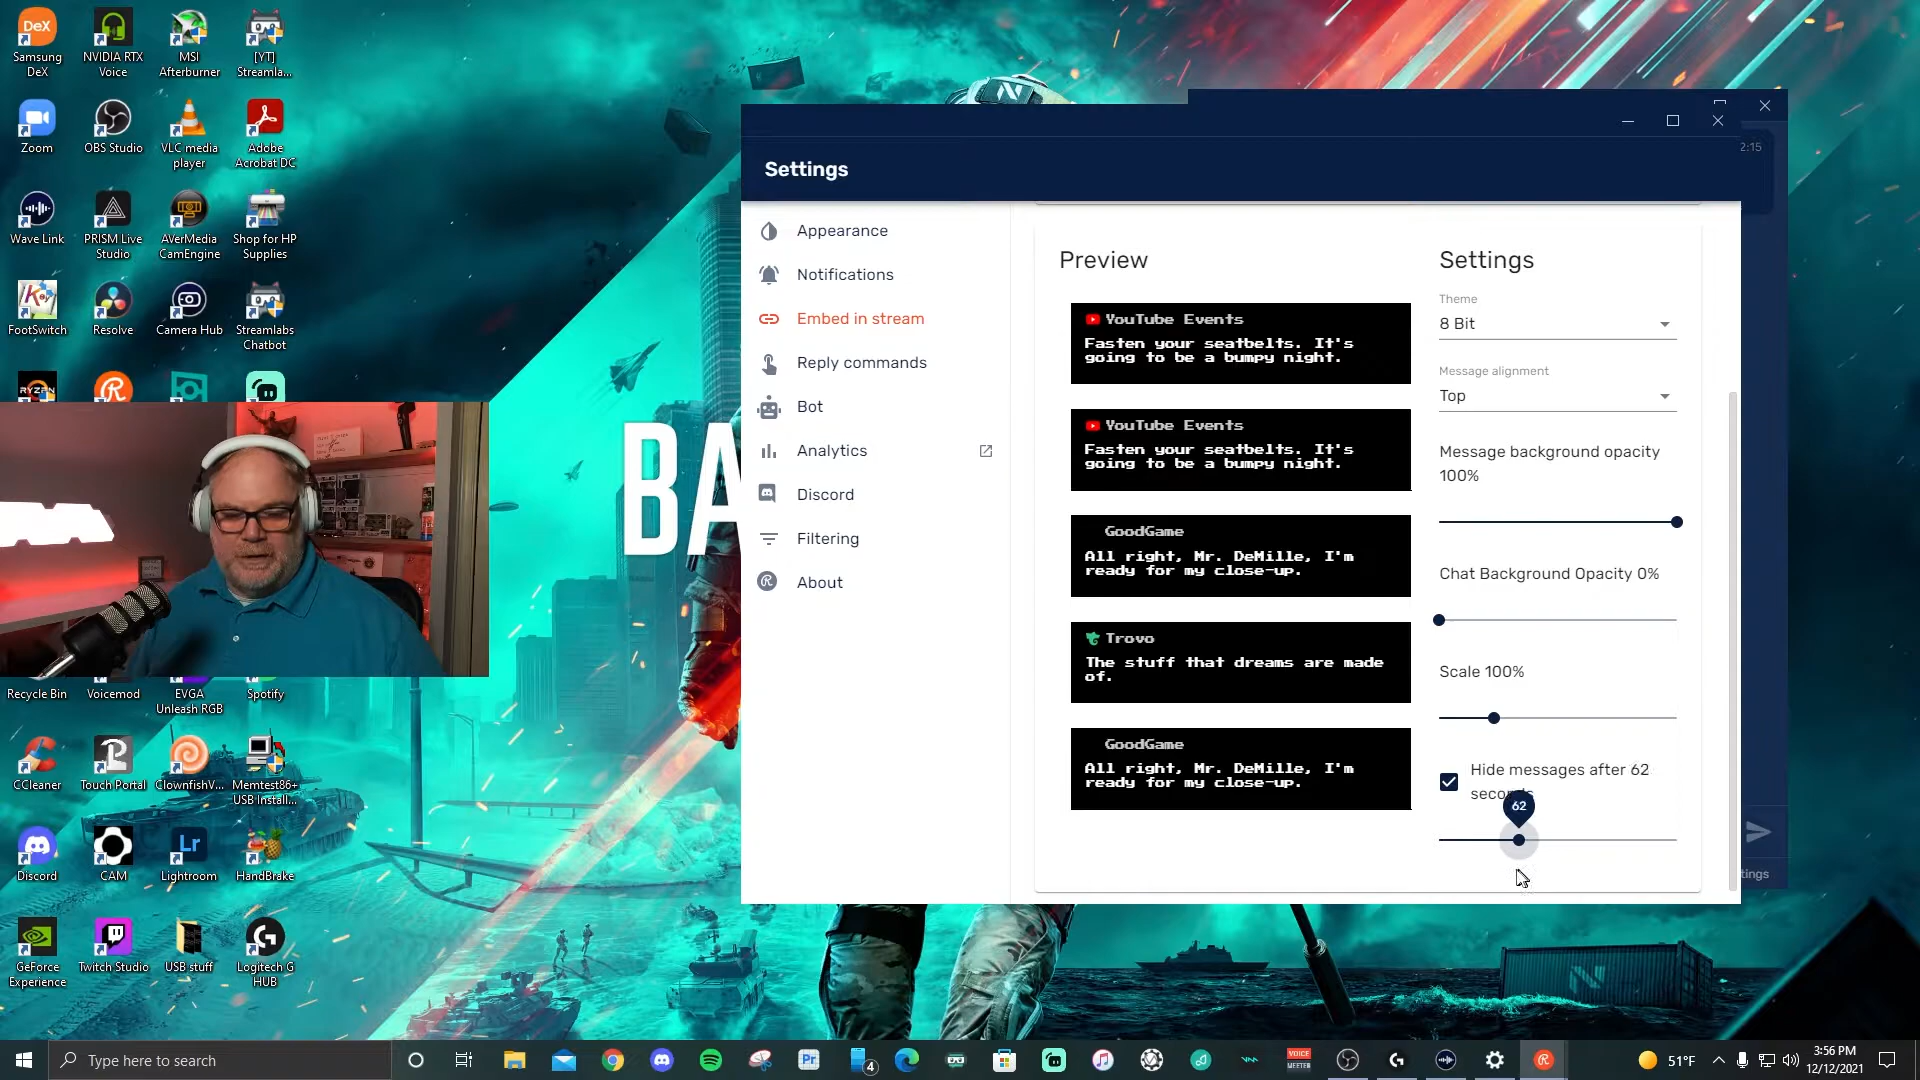 DeX
Samsung
DeX
NVIDIA RTX
Voice
MSI
Afterburner
[YT]
Streamla...
Zoom
OBS Studio
VLC media
player
Adobe
Acrobat DC
Wave Link
PRISM Live
Studio
AVerMedia
CamEngine
Shop for HP
Supplies
FootSwitch
Resolve
Camera Hub
Streamlabs
Chatbot
RYZEN
Recycle Bin
Voicemod
EVGA
Unleash RGB
Spotify
CCleaner
Touch Portal
ClownfishV...
Memtest86+
USB Install...
Discord
CAM
Lr
Lightroom
HandBrake
GeForce
Experience
Twitch Studio
USB stuff
Logitech G
HUB
BA
2:15
Settings
Appearance
Notifications
Embed in stream
Reply commands
Bot
Analytics
Discord
Filtering
About
Preview
YouTube Events
Fasten your seatbelts. It's
going to be a bumpy night.
YouTube Events
Fasten your seatbelts. It's
going to be a bumpy night.
GoodGame
All right, Mr. DeMille, I'm
ready for my close-up.
Trovo
The stuff that dreams are made
of.
GoodGame
All right, Mr. DeMille, I'm
ready for my close-up.
Settings
Theme
8 Bit
Message alignment
Top
Message background opacity
100%
Chat Background Opacity 0%
Scale 100%
Hide messages after 62
seconds
62
tings
Type here to search
Pr
4
VOICE
MEETER
51°F
3:56 PM
12/12/2021